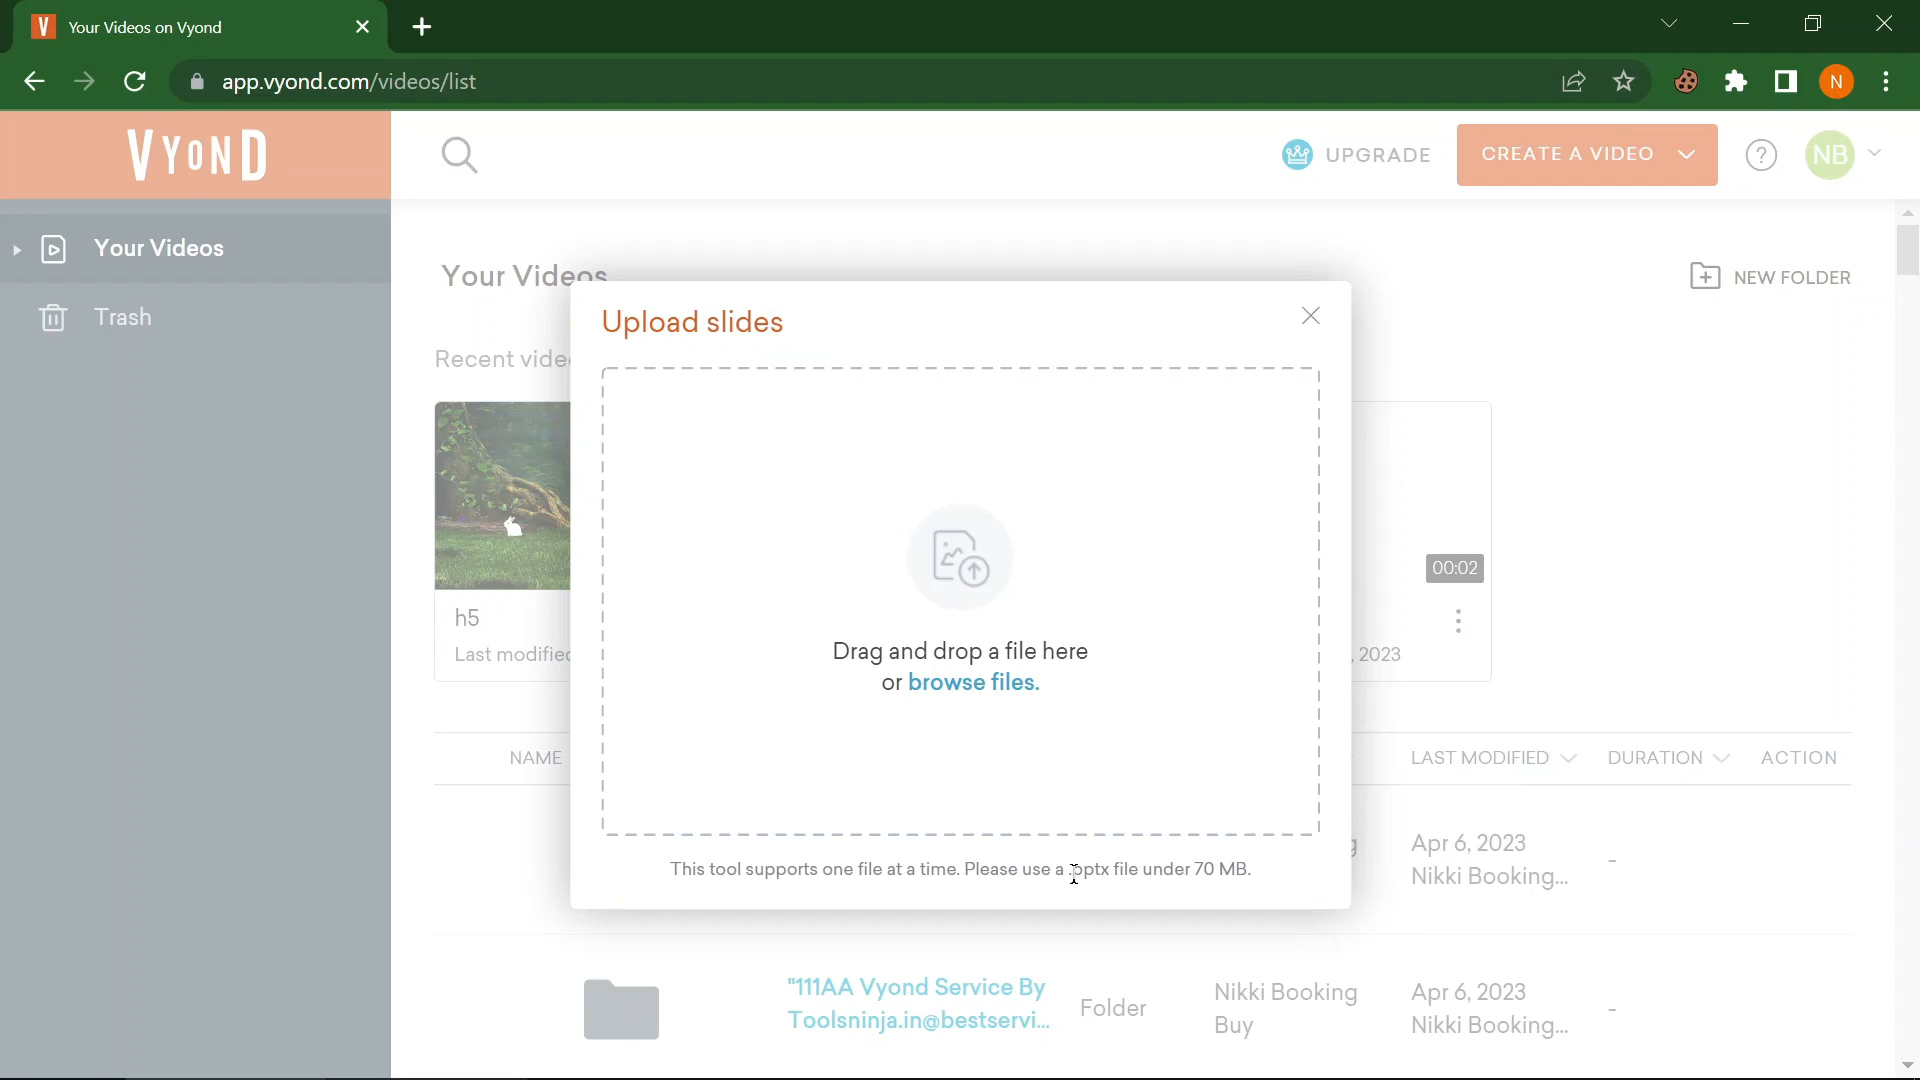 Your Videos on Vyond
app.vyond.com/videos/list
N
VYOND
UPGRADE
CREATE A VIDEO
?
NB
Your Videos
Trash
Your Videos
NEW FOLDER
Upload slides
Recent
Drag and drop a file here
or browse files.
00:02
h5
Last
, 2023
NAME
LAST MODIFIED
DURATION
ACTION
This tool supports one file at a time. Please use a .pptx file under 70 MB.
Apr 6, 2023
Nikki Booking...
-
"111AA Vyond Service By
Toolsninja.in@bestservi...
Folder
Nikki Booking
Buy
Apr 6, 2023
Nikki Booking...
-